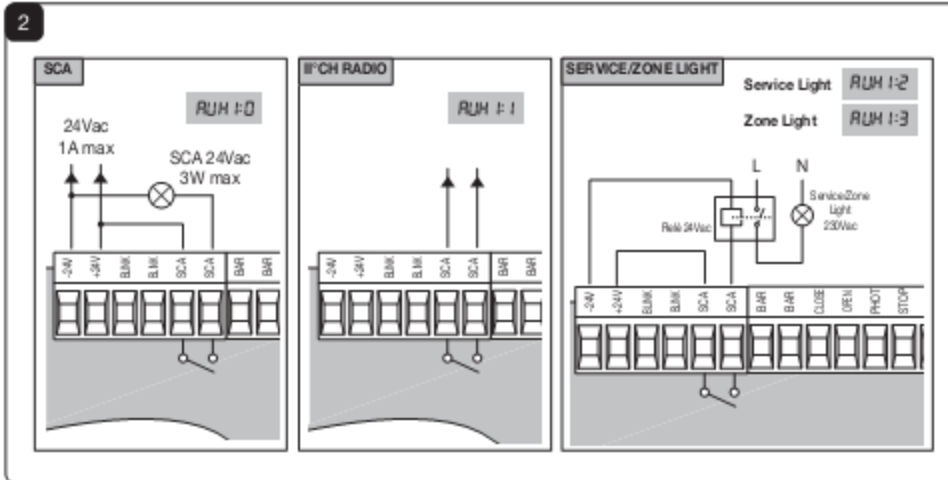 2
SCA
AUX 1:0
24Vac
1A max
SCA 24Vac
3W max
-24V
+24V
BLINK
BLINK
SCA
SCA
BAR
BAR
II°CH RADIO
AUX 1:1
-24V
+24V
BLINK
BLINK
SCA
SCA
BAR
BAR
SERVICE/ZONE LIGHT
Service Light AUX 1:2
Zone Light AUX 1:3
L N
Relé 24Vac
Service/Zone
Light
230Vac
-24V
+24V
BLINK
BLINK
SCA
SCA
BAR
BAR
CLOSE
OPEN
PHOT
STOP